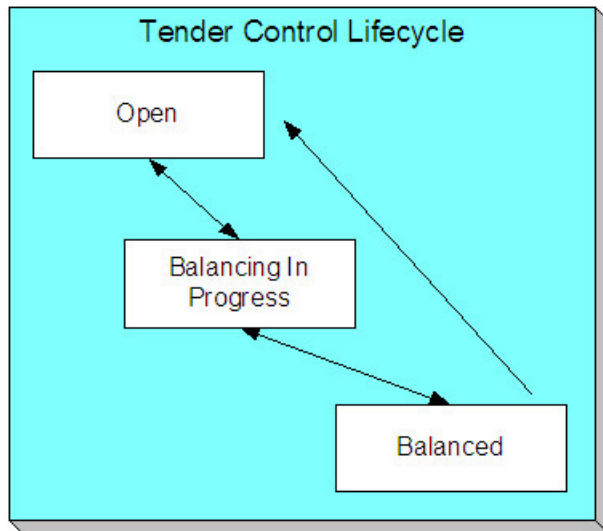 Tender Control Lifecycle
Open
Balancing In
Progress
Balanced